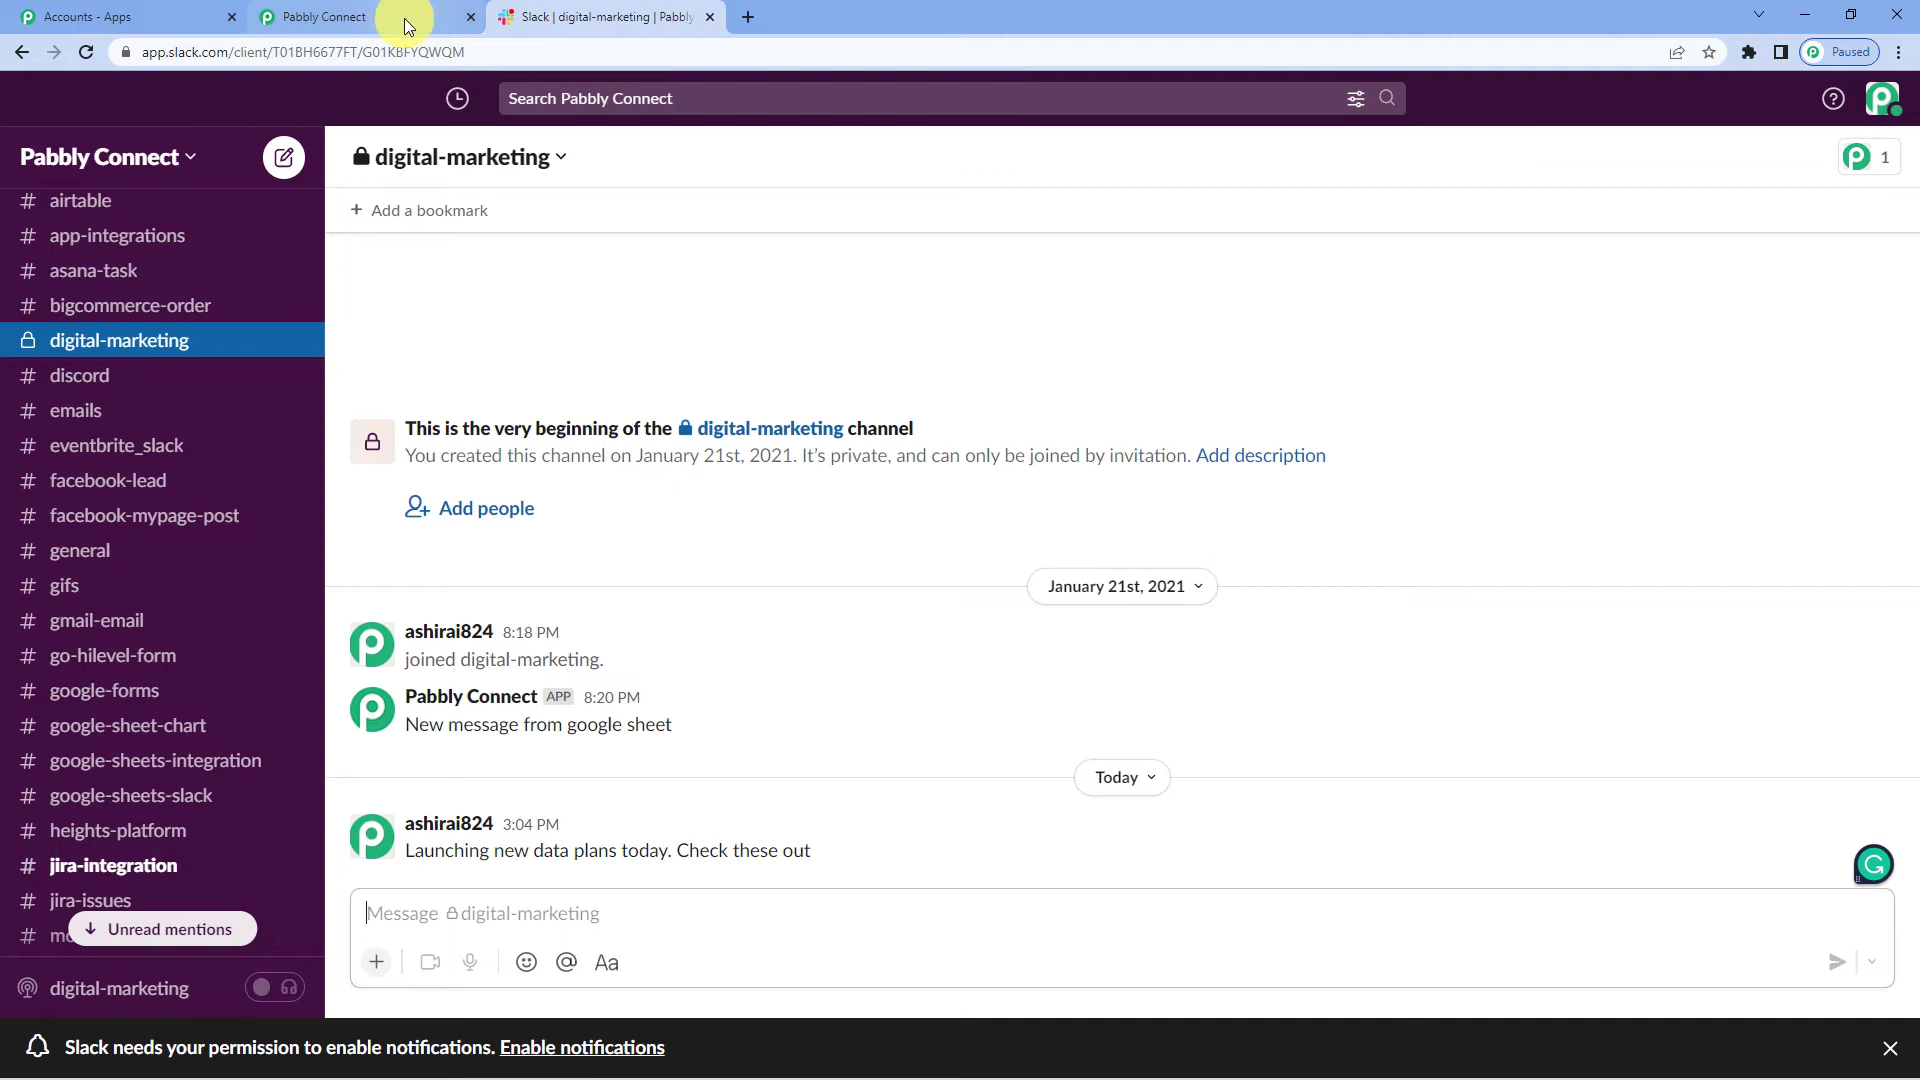 Accounts - Apps
Pabbly Connect
Slack | digital-marketing | Pabbly
app.slack.com/client/T01BH6677FT/G01KBFYQWQM
Paused
Search Pabbly Connect
Pabbly Connect
digital-marketing
1
Add a bookmark
# airtable
# app-integrations
# asana-task
# bigcommerce-order
digital-marketing
# discord
# emails
# eventbrite_slack
# facebook-lead
# facebook-mypage-post
# general
# gifs
# gmail-email
# go-hilevel-form
# google-forms
# google-sheet-chart
# google-sheets-integration
# google-sheets-slack
# heights-platform
# jira-integration
# jira-issues
Unread mentions
digital-marketing
This is the very beginning of the digital-marketing channel
You created this channel on January 21st, 2021. It's private, and can only be joined by invitation. Add description
Add people
January 21st, 2021
ashirai824 8:18 PM
joined digital-marketing.
Pabbly Connect APP 8:20 PM
New message from google sheet
Today
ashirai824 3:04 PM
Launching new data plans today. Check these out
Message digital-marketing
Aa
Slack needs your permission to enable notifications. Enable notifications